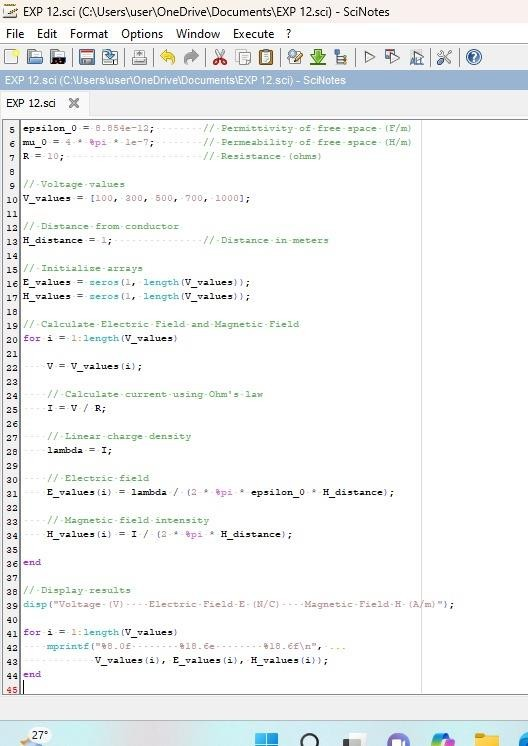 EXP 12.sci (C:\Users\user\OneDrive\Documents\EXP 12.sci) - SciNotes
File Edit Format Options Window Execute ?
EXP 12.sci (C:\Users\user\OneDrive\Documents\EXP 12.sci) - SciNotes
EXP 12.sci
5 epsilon_0 = 8.854e-12; // Permittivity of free space (F/m)
6 mu_0 = 4 * %pi * 1e-7; // Permeability of free space (H/m)
7 R = 10; // Resistance (ohms)
8
9 // Voltage values
10 V_values = [100, 300, 500, 700, 1000];
11
12 // Distance from conductor
13 H_distance = 1; // Distance in meters
14
15 // Initialize arrays
16 E_values = zeros(1, length(V_values));
17 H_values = zeros(1, length(V_values));
18
19 // Calculate Electric Field and Magnetic Field
20 for i = 1:length(V_values)
21
22 V = V_values(i);
23
24 // Calculate current using Ohm's law
25 I = V / R;
26
27 // Linear charge density
28 lambda = I;
29
30 // Electric field
31 E_values(i) = lambda / (2 * %pi * epsilon_0 * H_distance);
32
33 // Magnetic field intensity
34 H_values(i) = I / (2 * %pi * H_distance);
35
36 end
37
38 // Display results
39 disp("Voltage (V) Electric Field E (N/C) Magnetic Field H (A/m)");
40
41 for i = 1:length(V_values)
42 mprintf("%8.0f %18.6e %18.6f\n", ...
43 V_values(i), E_values(i), H_values(i));
44 end
45
27°